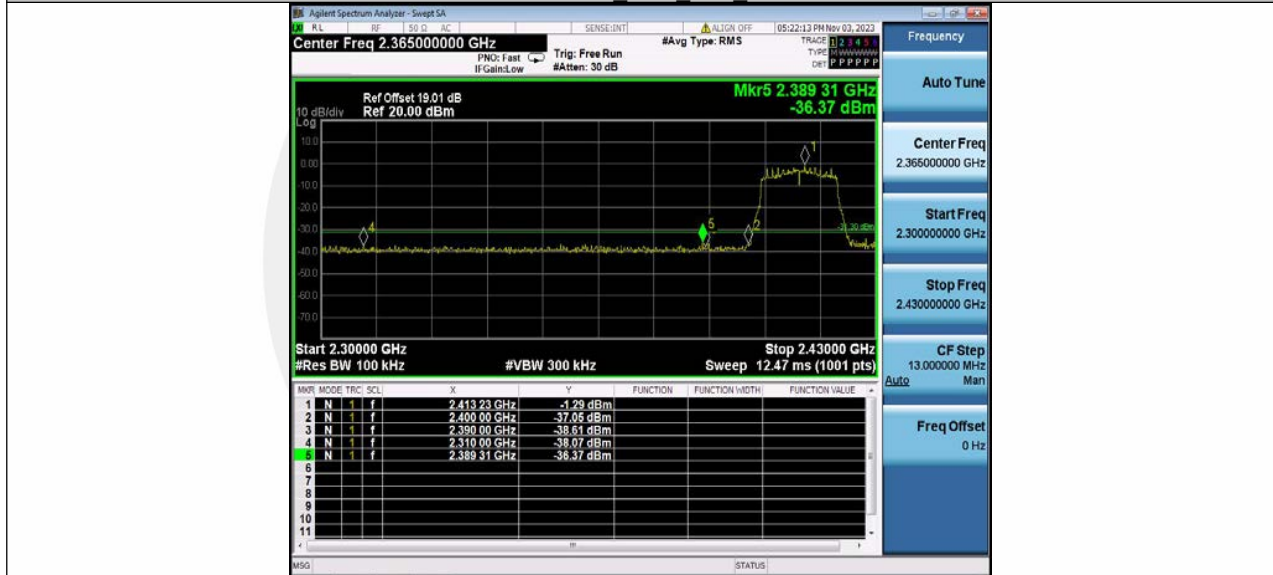 Agilent Spectrum Analyzer - Swept SA
RL RF 50 Ω AC SENSE:INT ALIGN OFF 05:22:13 PM Nov 03, 2023
Center Freq 2.365000000 GHz
#Avg Type: RMS
TRACE 1 2 3 4 5 6
PNO: Fast
Trig: Free Run
TYPE M WWWWW
IFGain:Low
#Atten: 30 dB
DET P P P P P P
Mkr5 2.389 31 GHz
Ref Offset 19.01 dB
-36.37 dBm
10 dB/div Ref 20.00 dBm
Log
10.0
0.00
-10.0
-20.0
-30.0
-40.0
-50.0
-60.0
-70.0
1
4
5
2
-31.30 dBm
Start 2.30000 GHz Stop 2.43000 GHz
#Res BW 100 kHz #VBW 300 kHz Sweep 12.47 ms (1001 pts)
MKR MODE TRC SCL X Y FUNCTION FUNCTION WIDTH FUNCTION VALUE
1 N 1 f 2.413 23 GHz -1.29 dBm
2 N 1 f 2.400 00 GHz -37.05 dBm
3 N 1 f 2.390 00 GHz -38.61 dBm
4 N 1 f 2.310 00 GHz -38.07 dBm
5 N 1 f 2.389 31 GHz -36.37 dBm
6
7
8
9
10
11
MSG STATUS
Frequency
Auto Tune
Center Freq
2.365000000 GHz
Start Freq
2.300000000 GHz
Stop Freq
2.430000000 GHz
CF Step
13.000000 MHz
Auto Man
Freq Offset
0 Hz